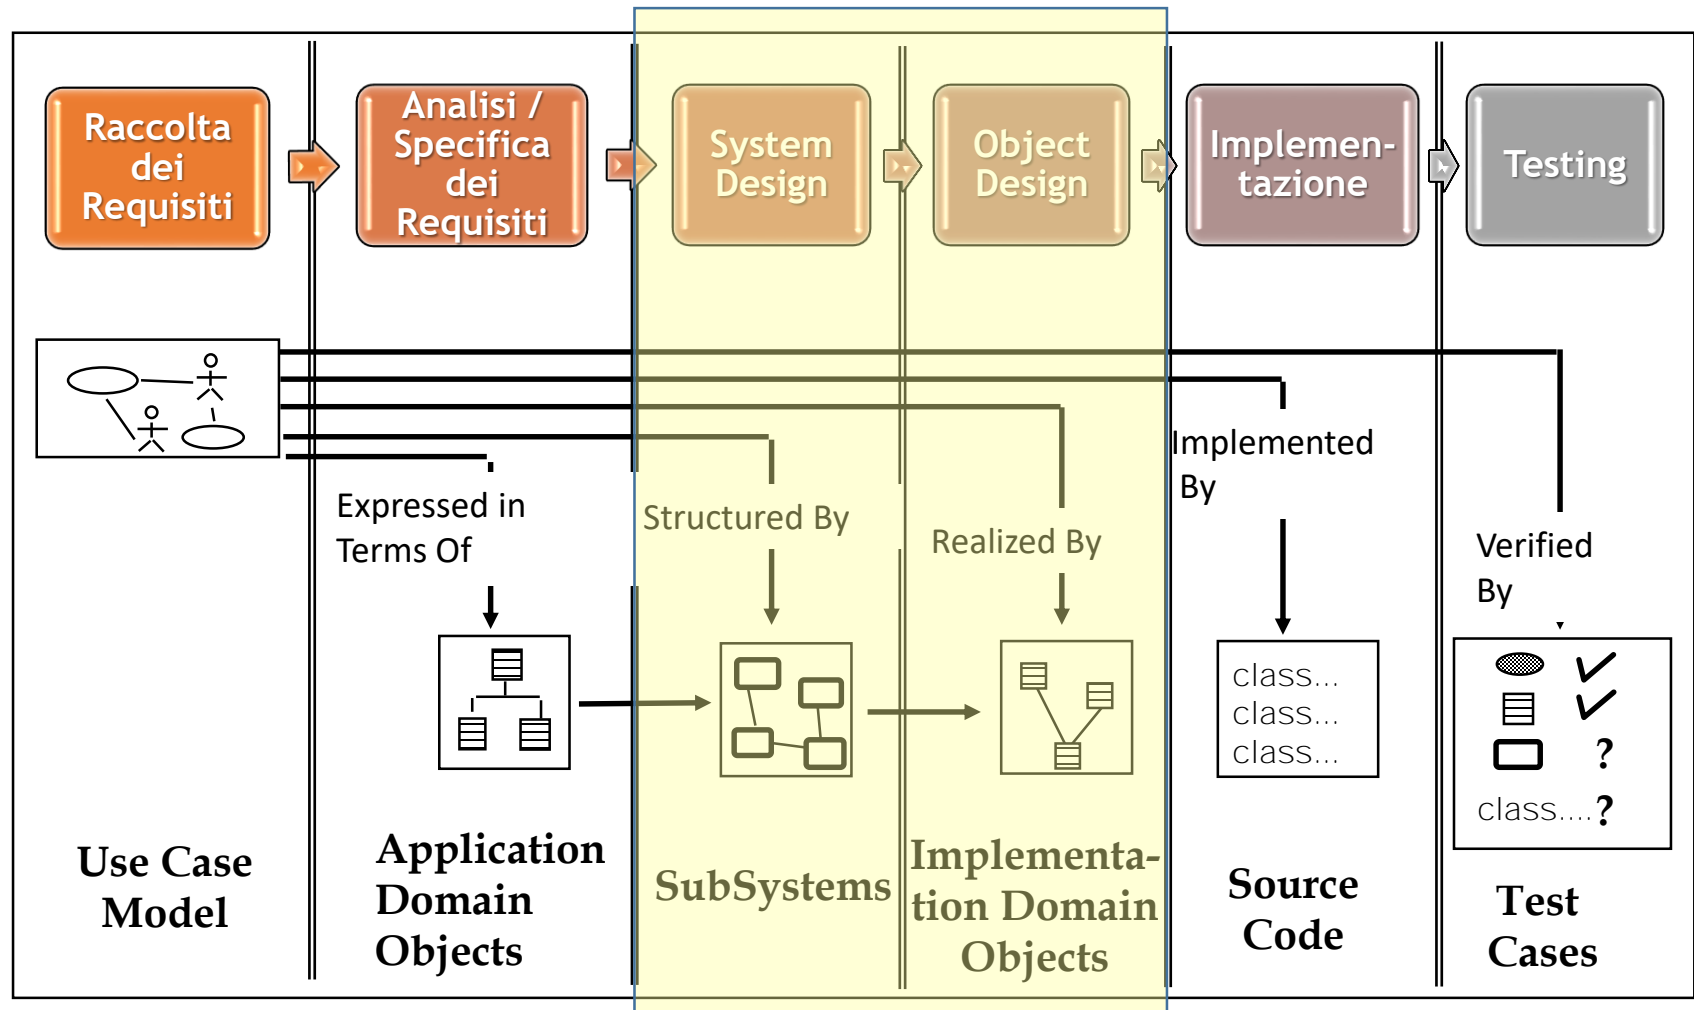 Raccolta
dei
Requisiti
Analisi /
Specifica
dei
Requisiti
System
Design
Object
Design
Implemen-
tazione
Testing
Expressed in
Terms Of
Structured By
Realized By
Implemented
By
Verified
By
class...
class...
class...
?
class....?
Use Case
Model
Application
Domain
Objects
SubSystems
Implementa-
tion Domain
Objects
Source
Code
Test
Cases